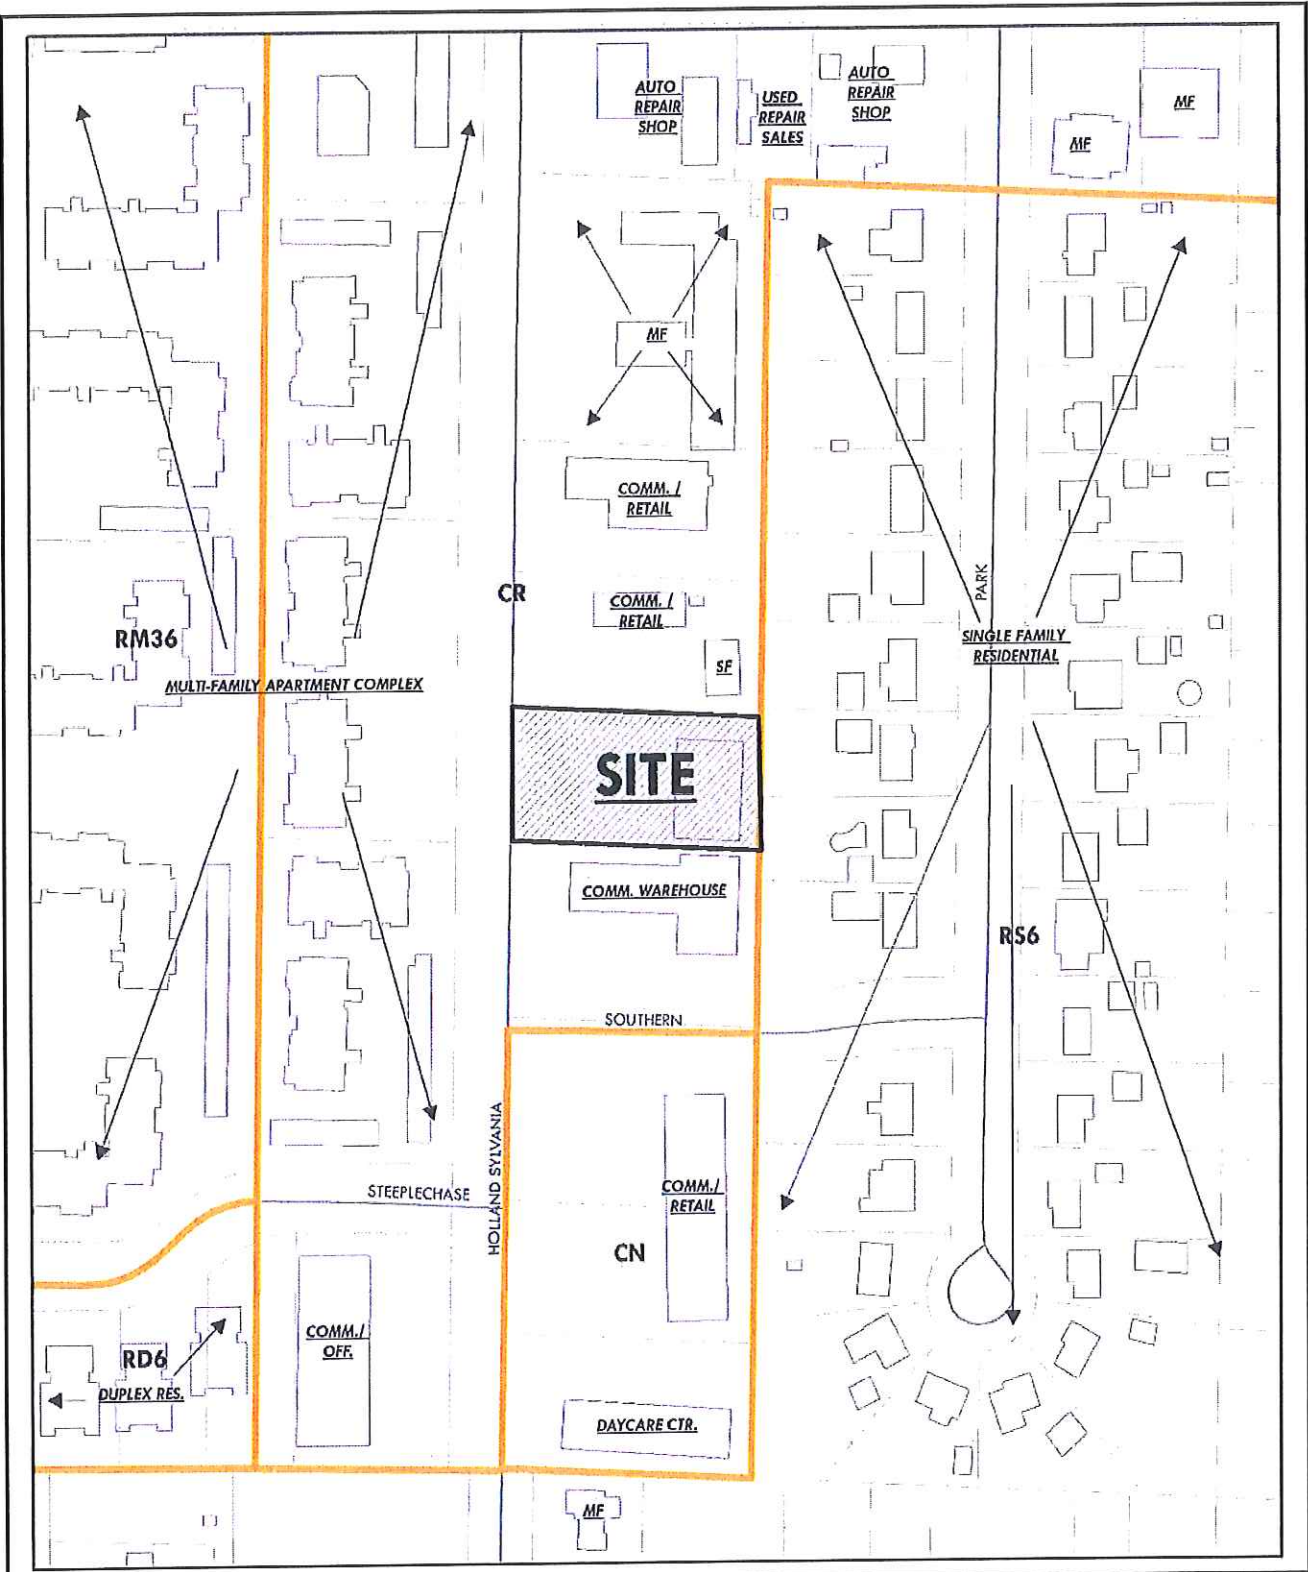 AUTO
REPAIR
SHOP
USED
REPAIR
SALES
AUTO
REPAIR
SHOP
MF
MF
MF
COMM. /
RETAIL
CR
COMM. /
RETAIL
PARK
RM36
SINGLE FAMILY
RESIDENTIAL
SF
MULTI-FAMILY APARTMENT COMPLEX
SITE
COMM. WAREHOUSE
RS6
SOUTHERN
HOLLAND SYLVANIA
STEEPLECHASE
COMM./
RETAIL
CN
COMM./
OFF.
RD6
DUPLEX RES.
DAYCARE CTR.
MF